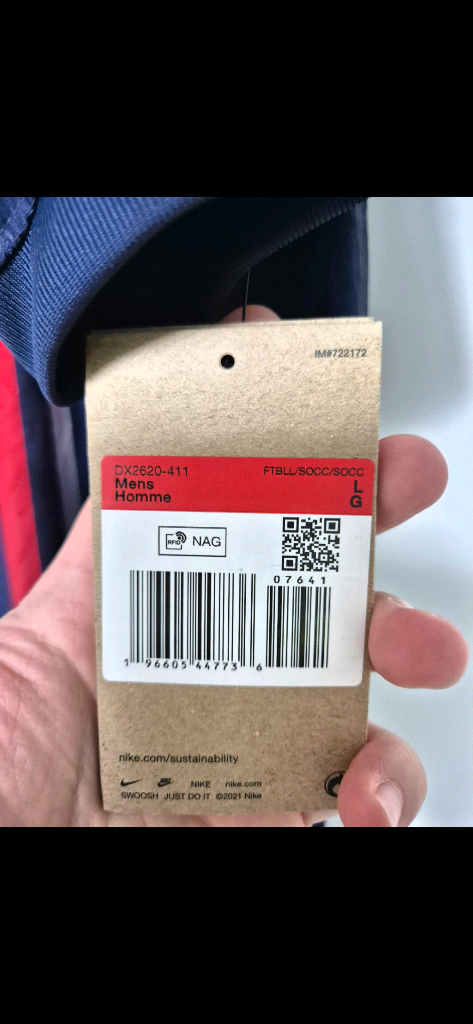 IM#722172
DX2620-411 FTBLL/SOCC/SOCC
Mens L
Homme G
RFID NAG
07641
1 96605 44773 6
nike.com/sustainability
NIKE nike.com
SWOOSH JUST DO IT ©2021 Nike